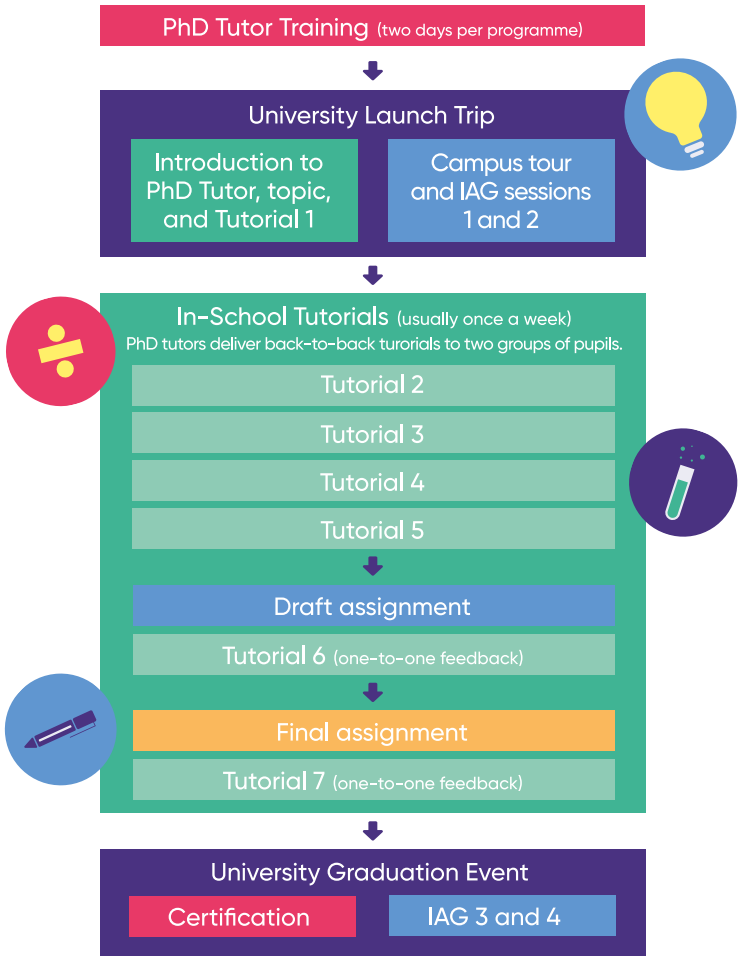 PhD Tutor Training (two days per programme)
University Launch Trip
Introduction to
PhD Tutor, topic,
and Tutorial 1
Campus tour
and IAG sessions
1 and 2
In-School Tutorials (usually once a week)
PhD tutors deliver back-to-back turorials to two groups of pupils.
Tutorial 2
Tutorial 3
Tutorial 4
Tutorial 5
Draft assignment
Tutorial 6 (one-to-one feedback)
Final assignment
Tutorial 7 (one-to-one feedback)
University Graduation Event
Certification
IAG 3 and 4